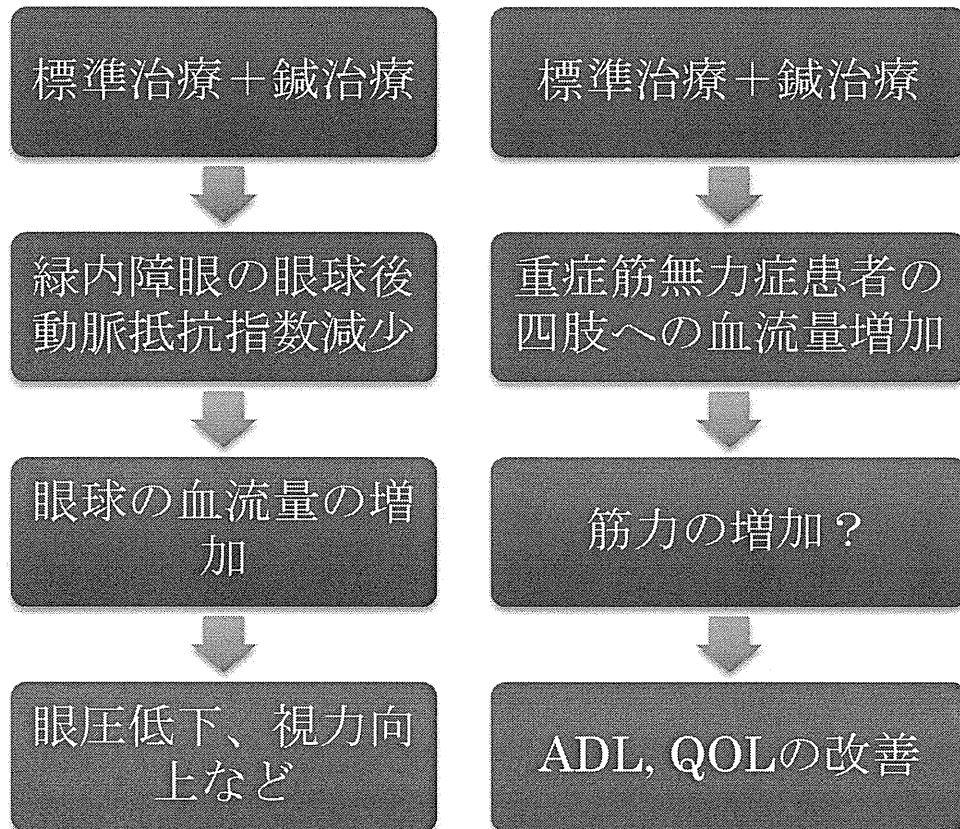 標準治療+鍼治療
緑内障眼の眼球後
動脈抵抗指数減少
眼球の血流量の増
加
眼圧低下、視力向
上など
標準治療+鍼治療
重症筋無力症患者の
四肢への血流量増加
筋力の増加?
ADL, QOLの改善